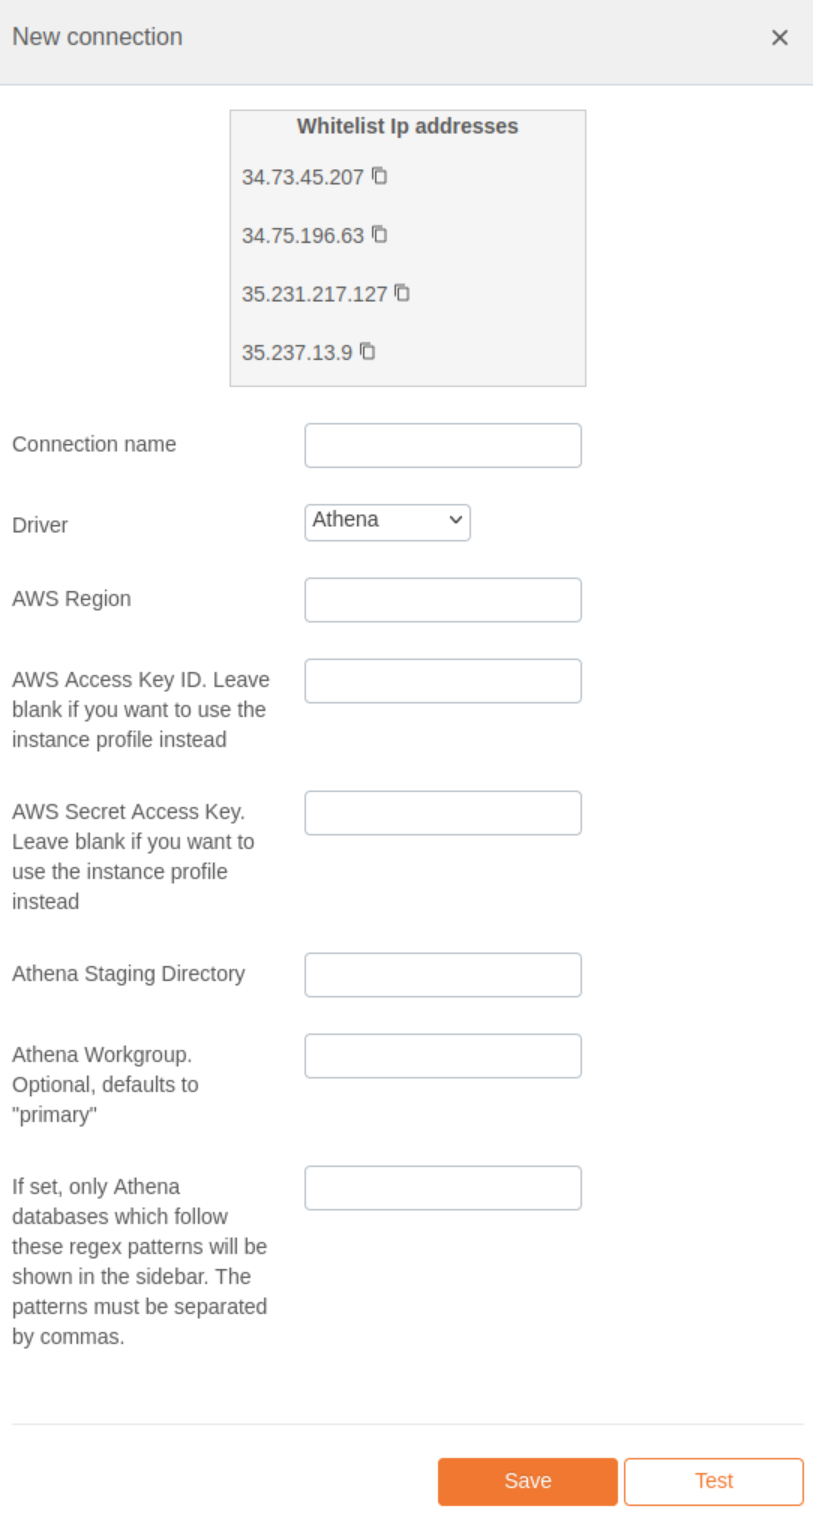 New connection
Whitelist Ip addresses
34.73.45.207
34.75.196.63
35.231.217.127
35.237.13.9
Connection name
Driver
Athena
AWS Region
AWS Access Key ID. Leave
blank if you want to use the
instance profile instead
AWS Secret Access Key.
Leave blank if you want to
use the instance profile
instead
Athena Staging Directory
Athena Workgroup.
Optional, defaults to
"primary"
If set, only Athena
databases which follow
these regex patterns will be
shown in the sidebar. The
patterns must be separated
by commas.
Save
Test